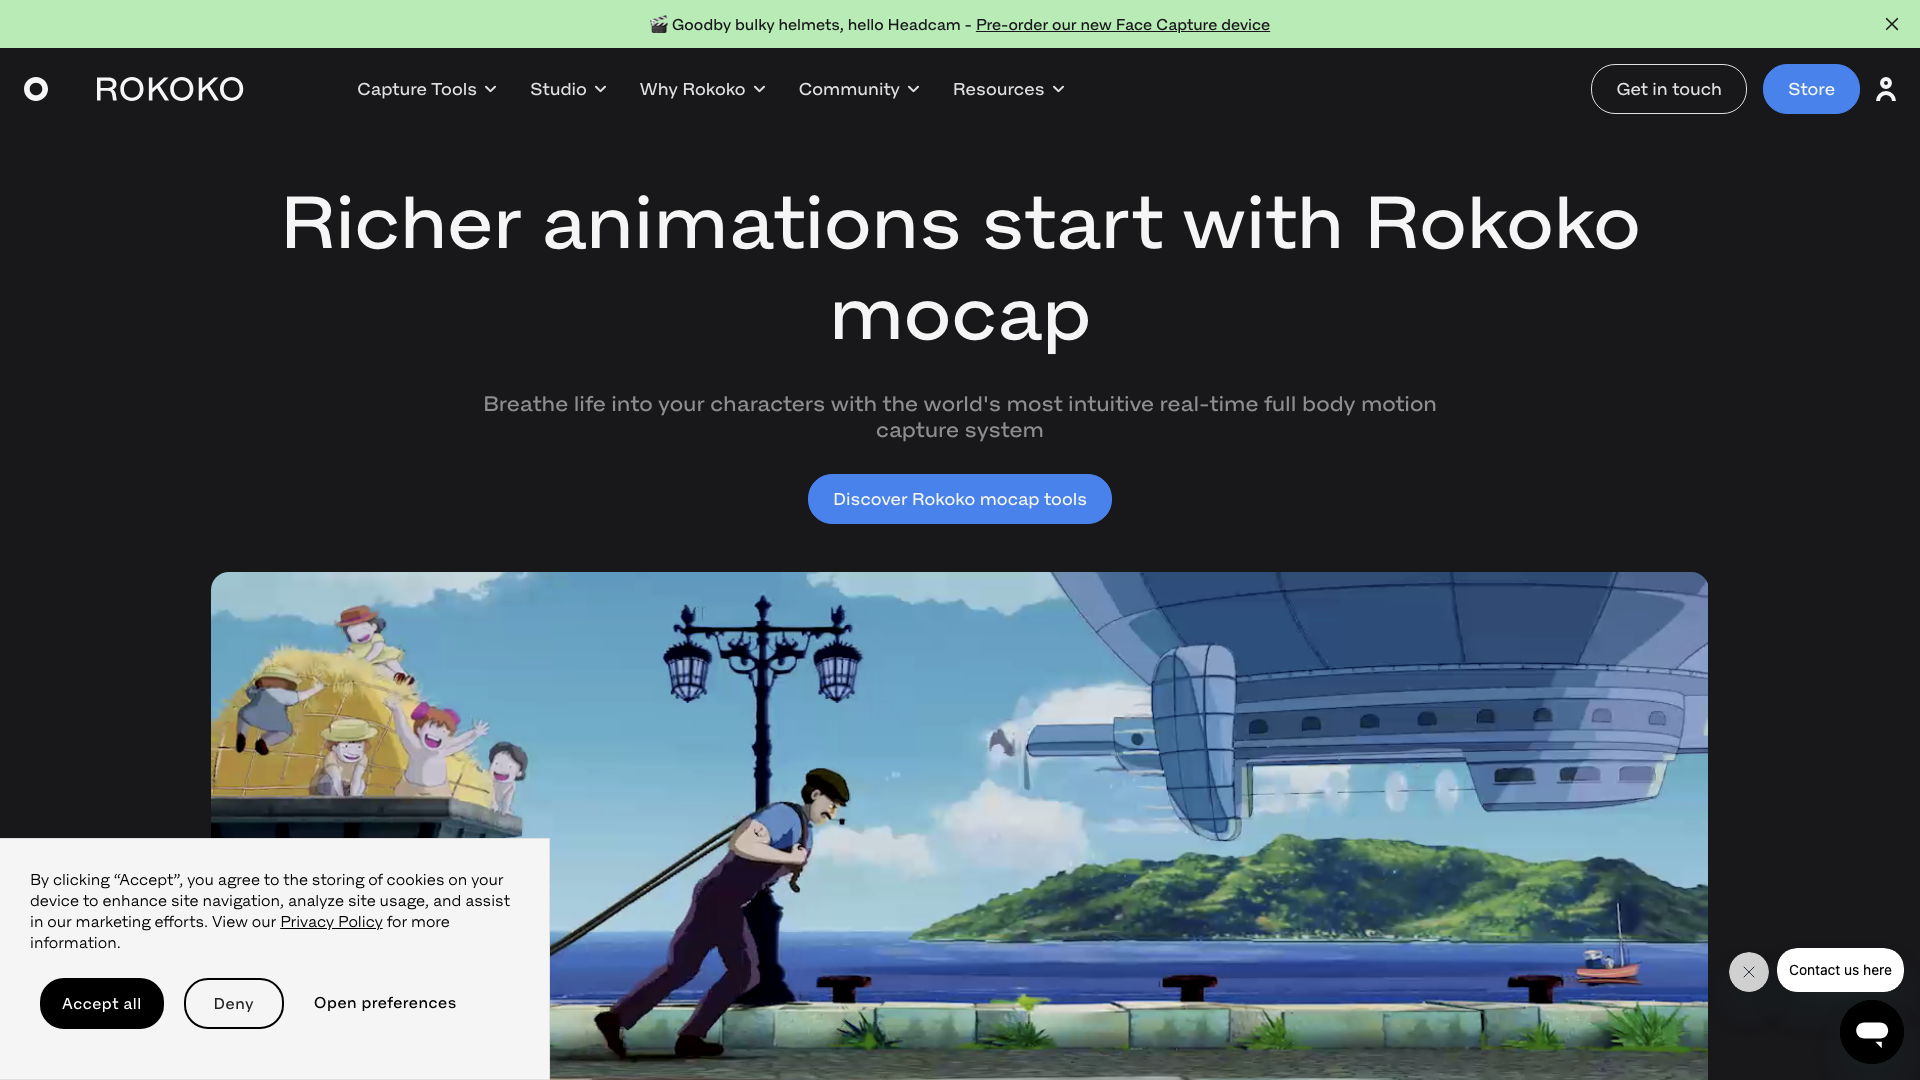 🎬 Goodby bulky helmets, hello Headcam - Pre-order our new Face Capture device
ROKOKO
Capture Tools
Studio
Why Rokoko
Community
Resources
Get in touch
Store
Richer animations start with Rokoko
mocap
Breathe life into your characters with the world's most intuitive real-time full body motion
capture system
Discover Rokoko mocap tools
By clicking “Accept”, you agree to the storing of cookies on your
device to enhance site navigation, analyze site usage, and assist
in our marketing efforts. View our Privacy Policy for more
information.
Accept all
Deny
Open preferences
Contact us here